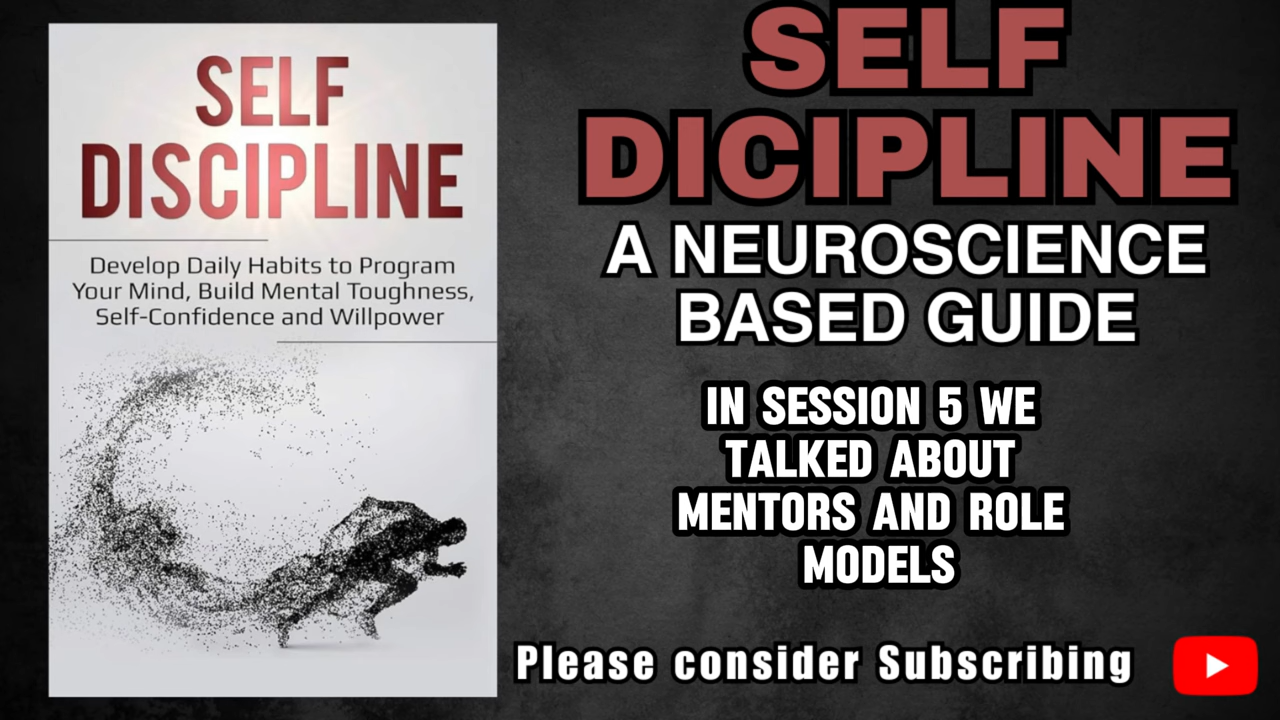 SELF
DISCIPLINE
Develop Daily Habits to Program
Your Mind, Build Mental Toughness,
Self-Confidence and Willpower
SELF
DICIPLINE
A NEUROSCIENCE
BASED GUIDE
IN SESSION 5 WE
TALKED ABOUT
MENTORS AND ROLE
MODELS
Please consider Subscribing